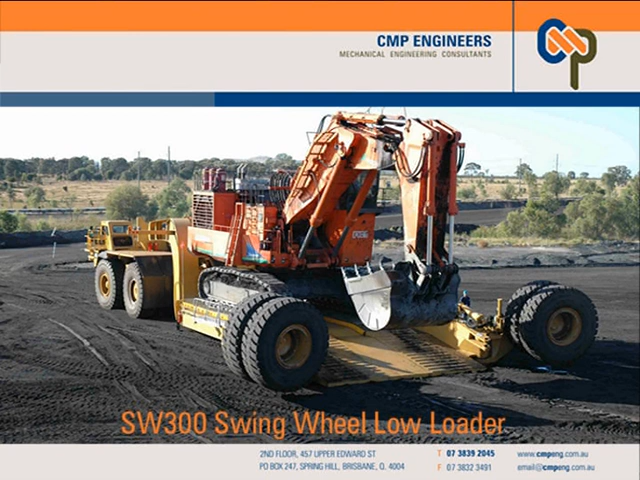 CMP ENGINEERS
MECHANICAL ENGINEERING CONSULTANTS
SW300 Swing Wheel Low Loader
2ND FLOOR, 457 UPPER EDWARD ST
PO BOX 247, SPRING HILL, BRISBANE, Q. 4004
T 07 3839 2045
F 07 3832 3491
www.cmpeng.com.au
email@cmpeng.com.au